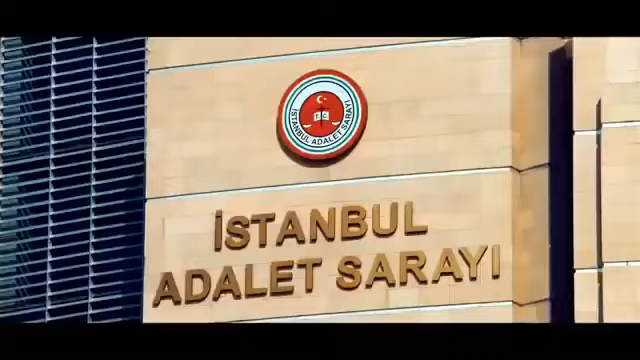 T.C.
İSTANBUL ADALET SARAYI
İSTANBUL
ADALET SARAYI